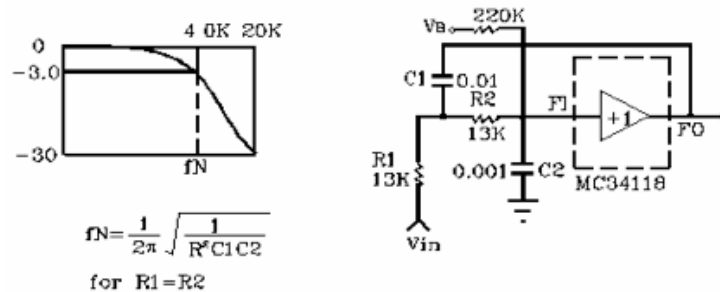 0
4 0K 20K
-3.0
-30
fN
fN= 1/2π √ 1/R²C1C2
for R1=R2
VB
220K
C1
0.01
R2
13K
FI
+1
FO
R1
13K
0.001
C2
MC34118
Vin